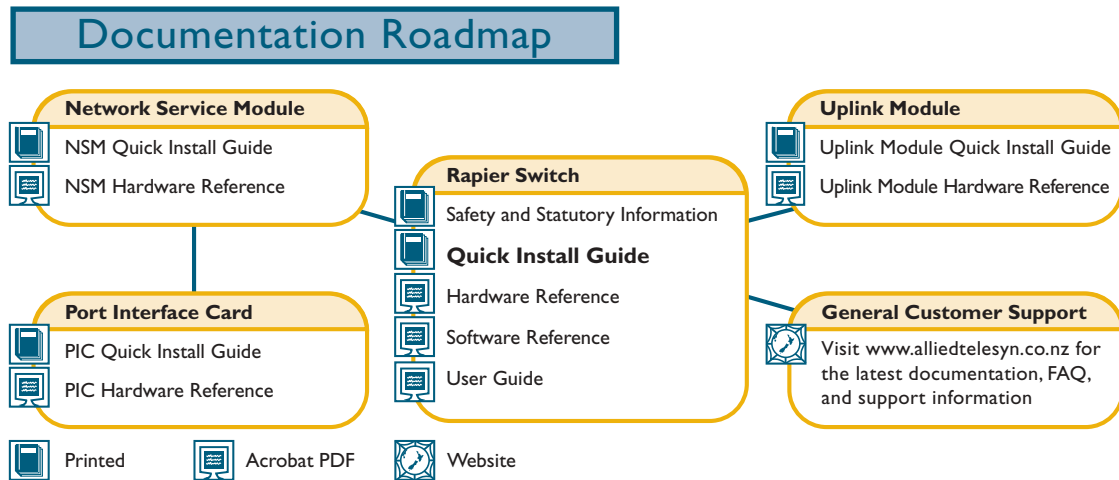 Documentation Roadmap
Network Service Module
NSM Quick Install Guide
NSM Hardware Reference
Port Interface Card
PIC Quick Install Guide
PIC Hardware Reference
Rapier Switch
Safety and Statutory Information
Quick Install Guide
Hardware Reference
Software Reference
User Guide
Uplink Module
Uplink Module Quick Install Guide
Uplink Module Hardware Reference
General Customer Support
Visit www.alliedtelesyn.co.nz for
the latest documentation, FAQ,
and support information
Printed
Acrobat PDF
Website